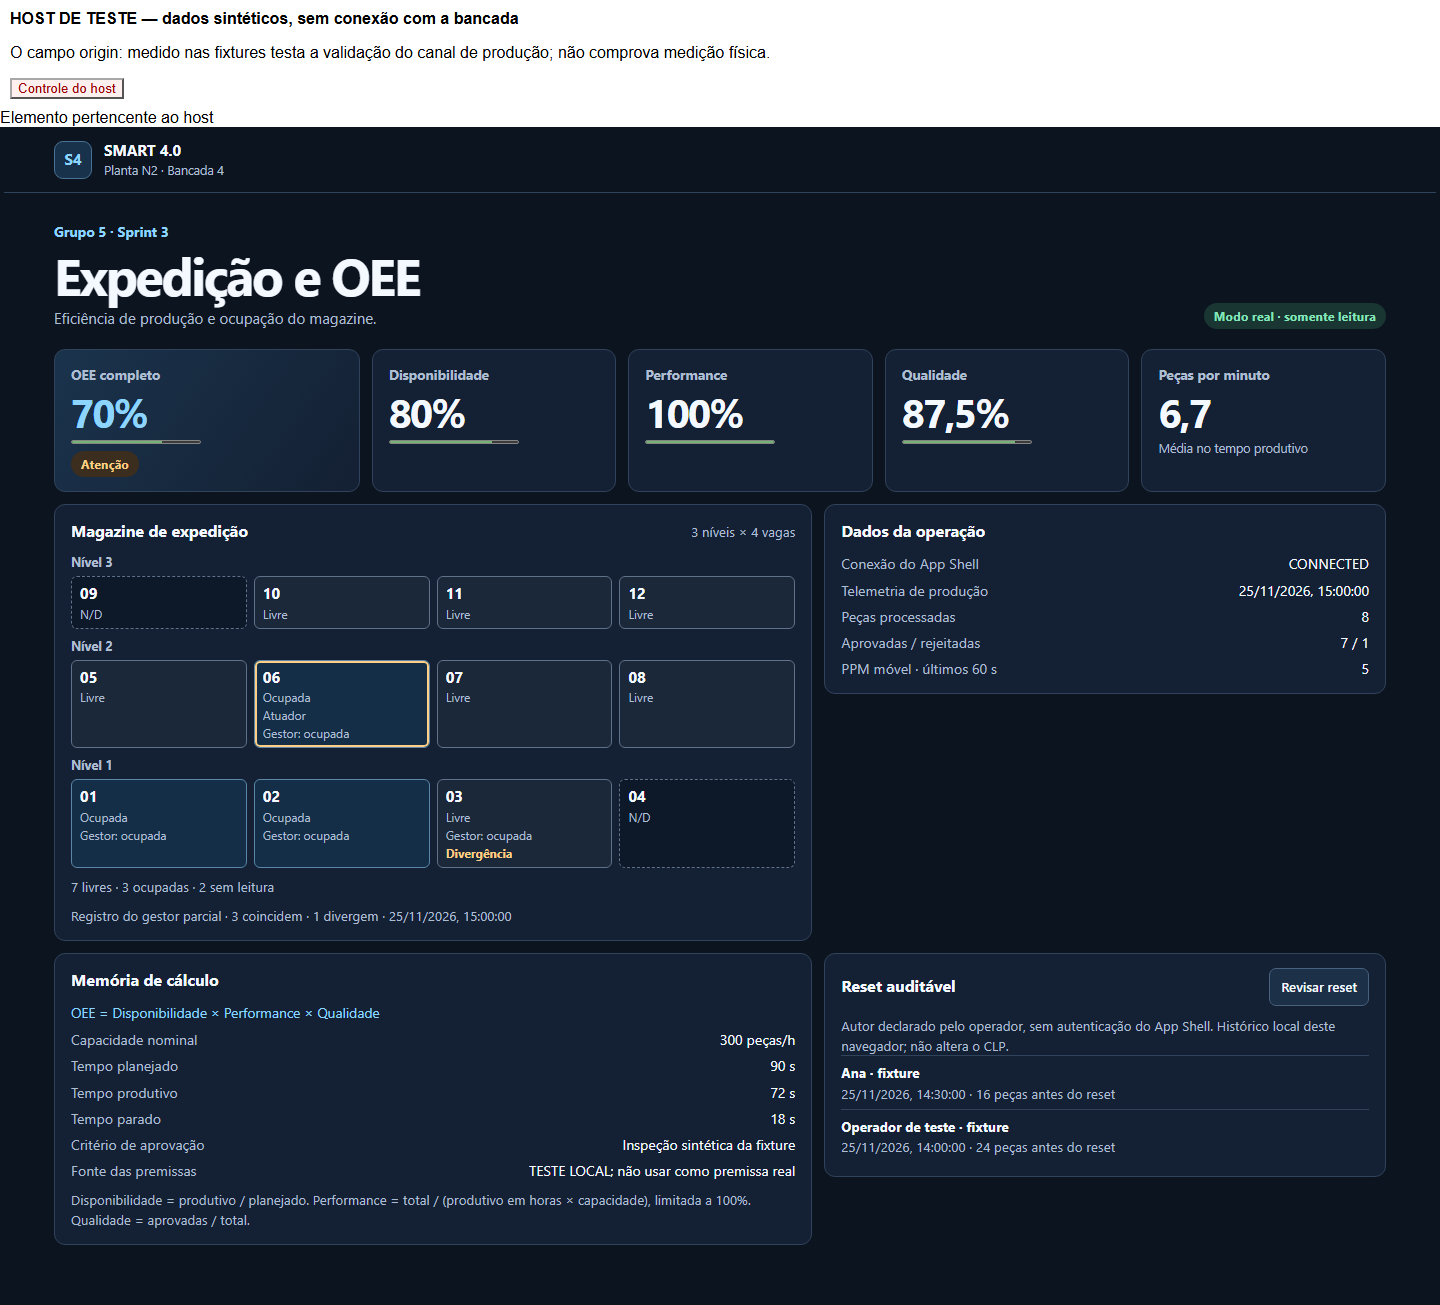 HOST DE TESTE — dados sintéticos, sem conexão com a bancada
O campo origin: medido nas fixtures testa a validação do canal de produção; não comprova medição física.
Controle do host
Elemento pertencente ao host
S4
SMART 4.0
Planta N2 · Bancada 4
Grupo 5 · Sprint 3
Expedição e OEE
Eficiência de produção e ocupação do magazine.
Modo real · somente leitura
OEE completo
70%
Atenção
Disponibilidade
80%
Performance
100%
Qualidade
87,5%
Peças por minuto
6,7
Média no tempo produtivo
Magazine de expedição
3 níveis × 4 vagas
Nível 3
09
N/D
10
Livre
11
Livre
12
Livre
Nível 2
05
Livre
06
Ocupada
Atuador
Gestor: ocupada
07
Livre
08
Livre
Nível 1
01
Ocupada
Gestor: ocupada
02
Ocupada
Gestor: ocupada
03
Livre
Gestor: ocupada
Divergência
04
N/D
7 livres · 3 ocupadas · 2 sem leitura
Registro do gestor parcial · 3 coincidem · 1 divergem · 25/11/2026, 15:00:00
Dados da operação
Conexão do App Shell CONNECTED
Telemetria de produção 25/11/2026, 15:00:00
Peças processadas 8
Aprovadas / rejeitadas 7 / 1
PPM móvel · últimos 60 s 5
Memória de cálculo
OEE = Disponibilidade × Performance × Qualidade
Capacidade nominal 300 peças/h
Tempo planejado 90 s
Tempo produtivo 72 s
Tempo parado 18 s
Critério de aprovação Inspeção sintética da fixture
Fonte das premissas TESTE LOCAL; não usar como premissa real
Disponibilidade = produtivo / planejado. Performance = total / (produtivo em horas × capacidade), limitada a 100%.
Qualidade = aprovadas / total.
Reset auditável
Revisar reset
Autor declarado pelo operador, sem autenticação do App Shell. Histórico local deste
navegador; não altera o CLP.
Ana · fixture
25/11/2026, 14:30:00 · 16 peças antes do reset
Operador de teste · fixture
25/11/2026, 14:00:00 · 24 peças antes do reset